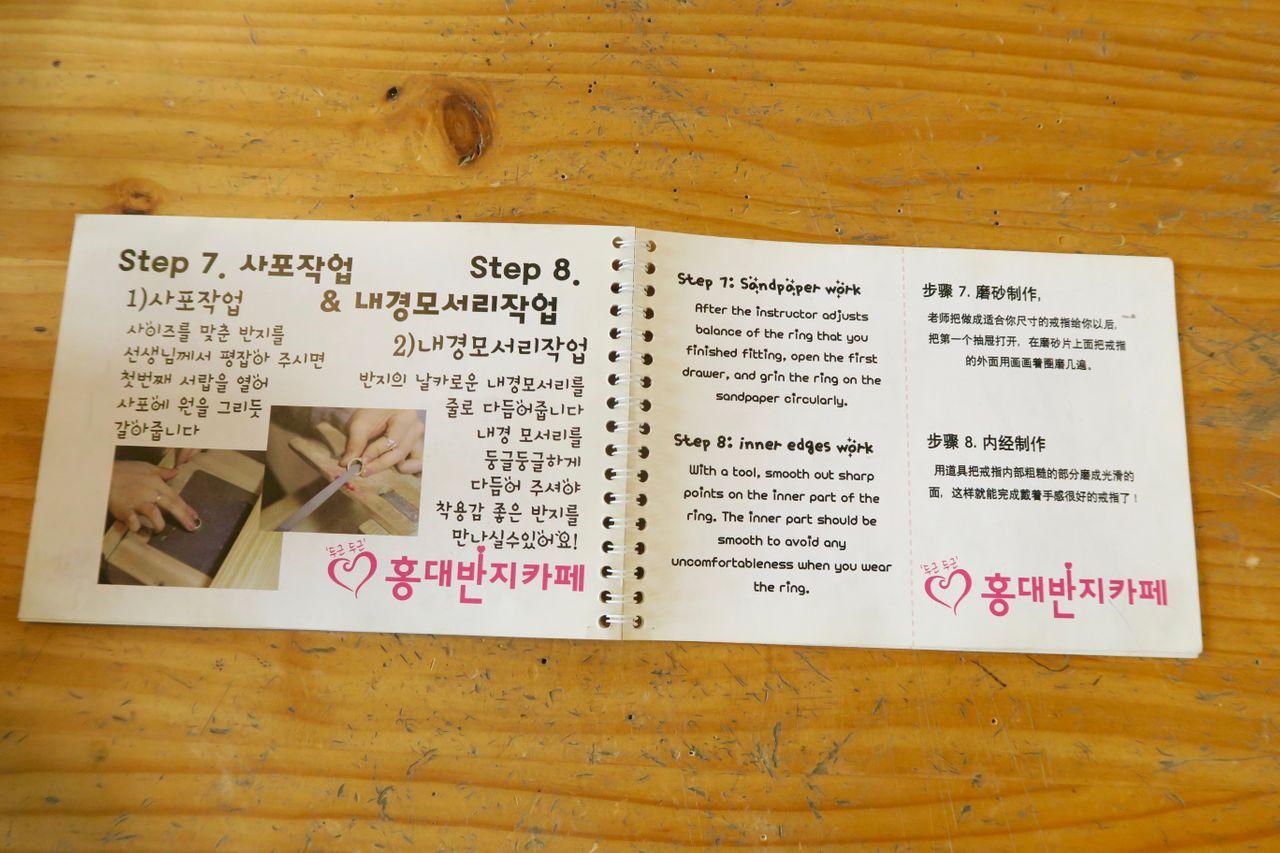 Step 7. 사포작업
Step 8.
& 내경모서리작업
1)사포작업
사이즈를 맞춘 반지를
선생님께서 평잡아 주시면
첫번째 서랍을 열어
사포에 원을 그리듯
갈아줍니다
2)내경모서리작업
반지의 날카로운 내경모서리를
줄로 다듬어줍니다
내경 모서리를
둥글둥글하게
다듬어 주셔야
착용감 좋은 반지를
만나실수있어요!
'두근 두근'
홍대반지카페
Step 7: Sandpaper work
After the instructor adjusts
balance of the ring that you
finished fitting, open the first
drawer, and grin the ring on the
sandpaper circularly.
Step 8: inner edges work
With a tool, smooth out sharp
points on the inner part of the
ring. The inner part should be
smooth to avoid any
uncomfortableness when you wear
the ring.
步骤 7. 磨砂制作,
老师把做成适合你尺寸的戒指给你以后,
把第一个抽屉打开, 在磨砂片上面把戒指
的外面用画画着圈磨几遍。
步骤 8. 内经制作
用道具把戒指内部粗糙的部分磨成光滑的
面, 这样就能完成戴着手感很好的戒指了！
'두근 두근'
홍대반지카페